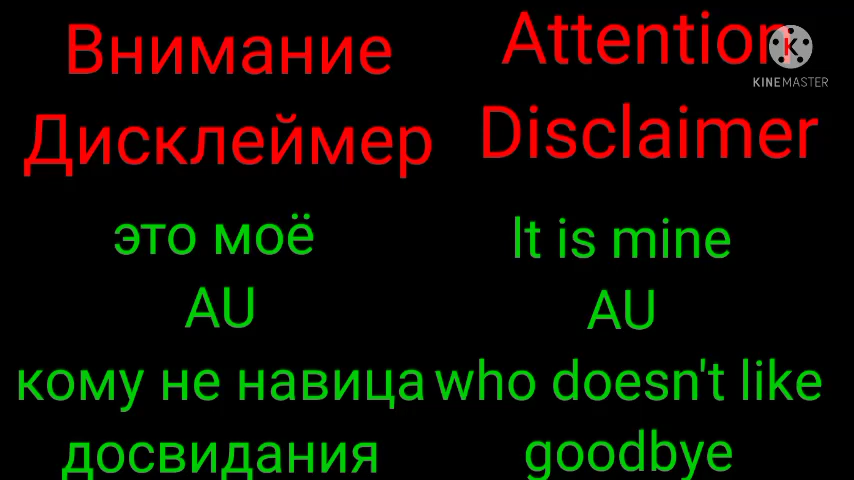 Внимание
Дисклеймер
это моё
AU
кому не навица
досвидания
Attention
Disclaimer
It is mine
AU
who doesn't like
goodbye
K
KINEMASTER